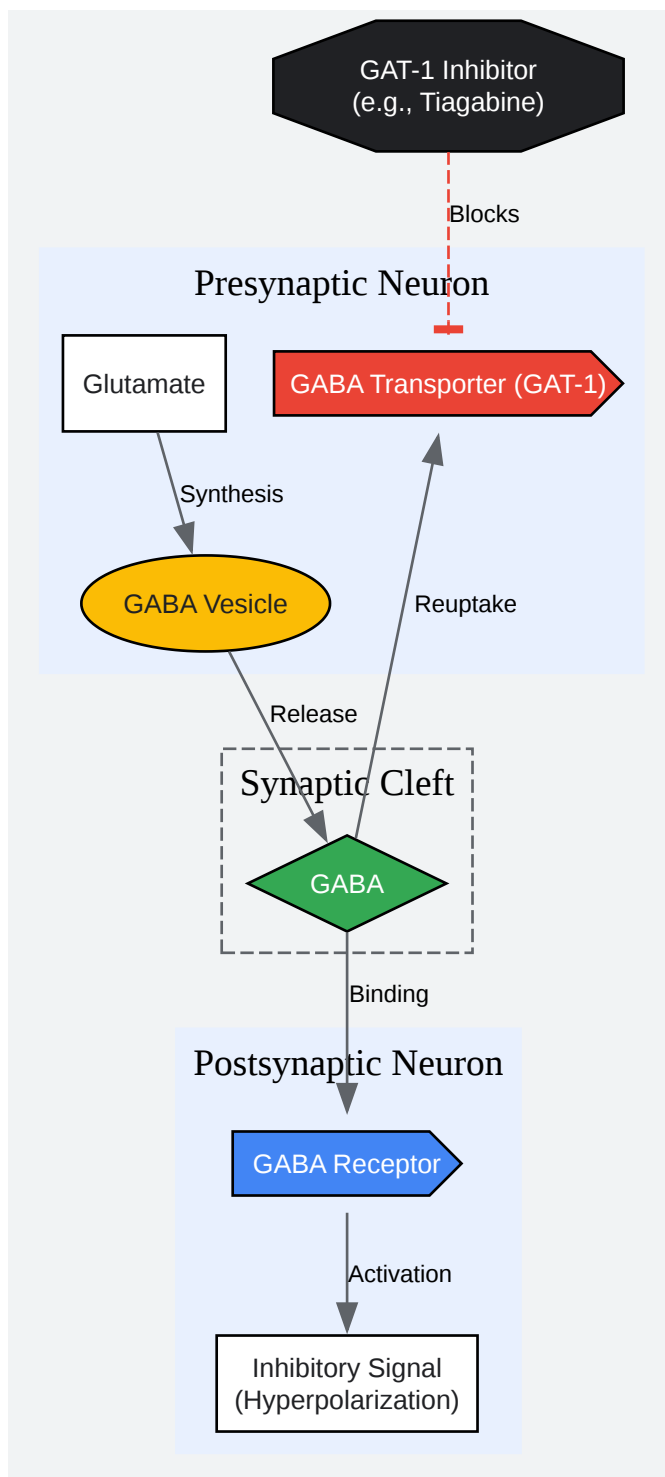 GAT-1 Inhibitor
(e.g., Tiagabine)
Blocks
Presynaptic Neuron
Glutamate
GABA Transporter (GAT-1)
Synthesis
GABA Vesicle
Reuptake
Release
Synaptic Cleft
GABA
Binding
Postsynaptic Neuron
GABA Receptor
Activation
Inhibitory Signal
(Hyperpolarization)